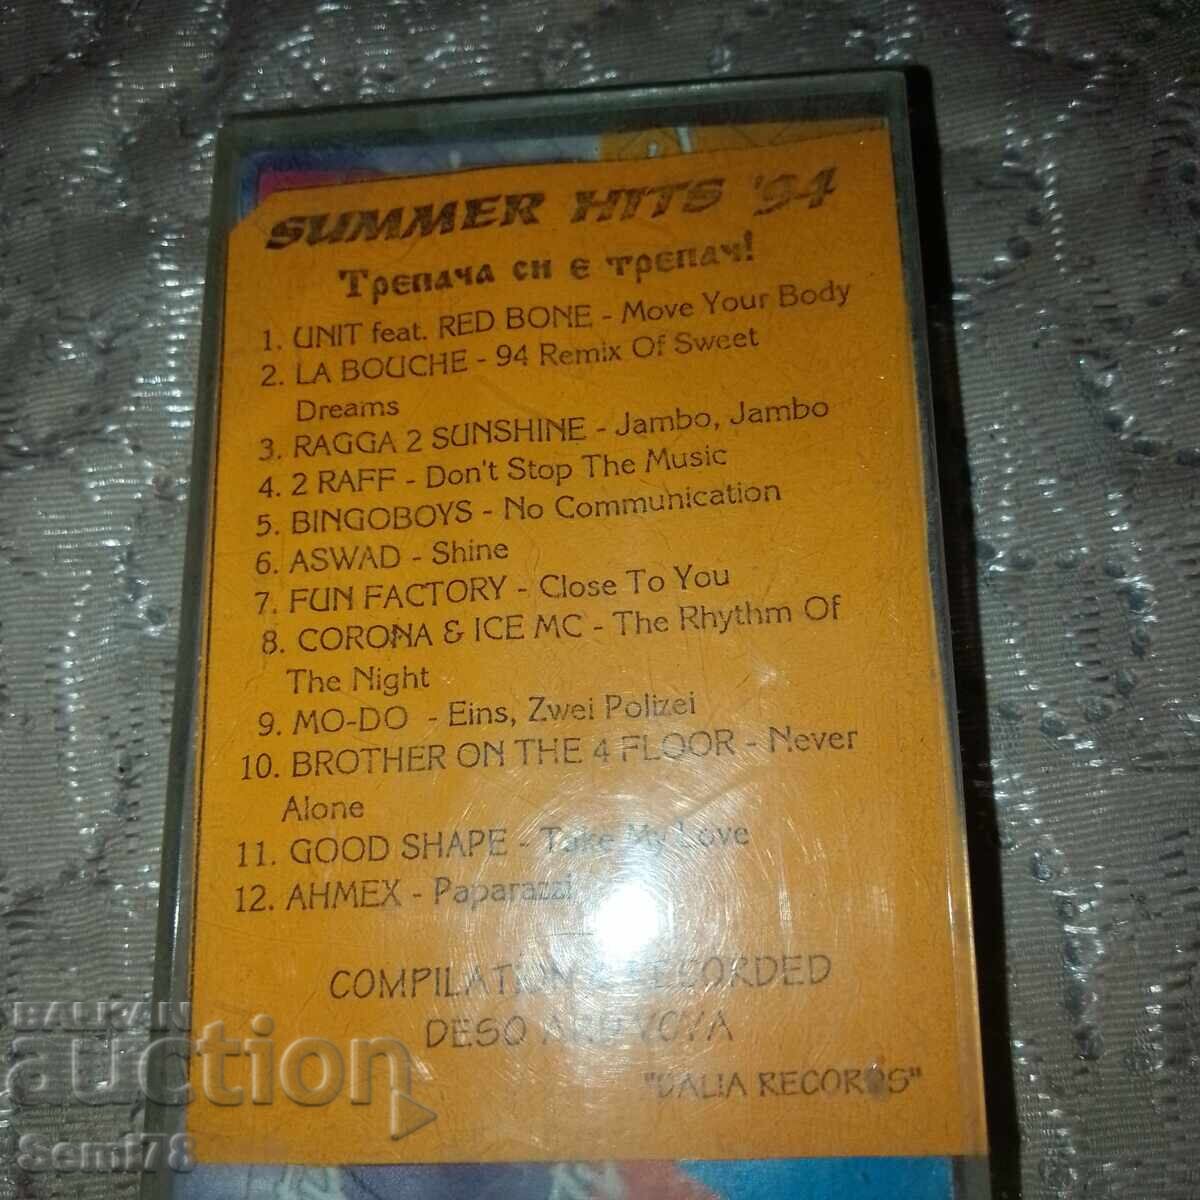 SUMMER HITS '94
Трепача си е трепач!
1. UNIT feat. RED BONE - Move Your Body
2. LA BOUCHE - 94 Remix Of Sweet
Dreams
3. RAGGA 2 SUNSHINE - Jambo, Jambo
4. 2 RAFF - Don't Stop The Music
5. BINGOBOYS - No Communication
6. ASWAD - Shine
7. FUN FACTORY - Close To You
8. CORONA & ICE MC - The Rhythm Of
The Night
9. MO-DO - Eins, Zwei Polizei
10. BROTHER ON THE 4 FLOOR - Never
Alone
11. GOOD SHAPE - Take My Love
12. AHMEX - Paparazzi
COMPILATION & RECORDED
DESO AND VOVA
"DALIA RECORDS"
BALKAN
auction
Semi78